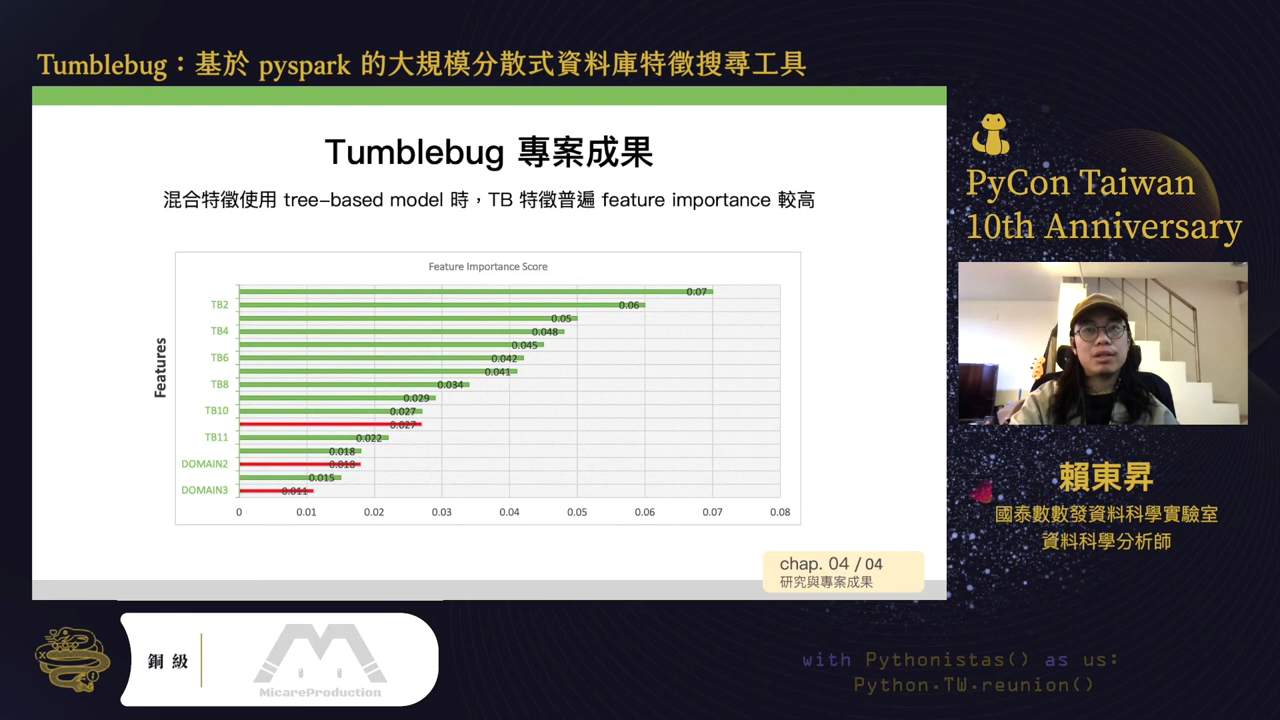 Tumblebug：基於 pyspark 的大規模分散式資料庫特徵搜尋工具
Tumblebug 專案成果
混合特徵使用 tree-based model 時，TB 特徵普遍 feature importance 較高
Feature Importance Score
Features
0.07
TB2 0.06
0.05
TB4 0.048
0.045
TB6 0.042
0.041
TB8 0.034
0.029
TB10 0.027
0.027
TB11 0.022
0.018
DOMAIN2 0.018
0.015
DOMAIN3 0.011
0 0.01 0.02 0.03 0.04 0.05 0.06 0.07 0.08
chap. 04 / 04
研究與專案成果
PyCon Taiwan
10th Anniversary
賴東昇
國泰數數發資料科學實驗室
資料科學分析師
銅級
MicareProduction
with Pythonistas() as us:
Python.TW.reunion()